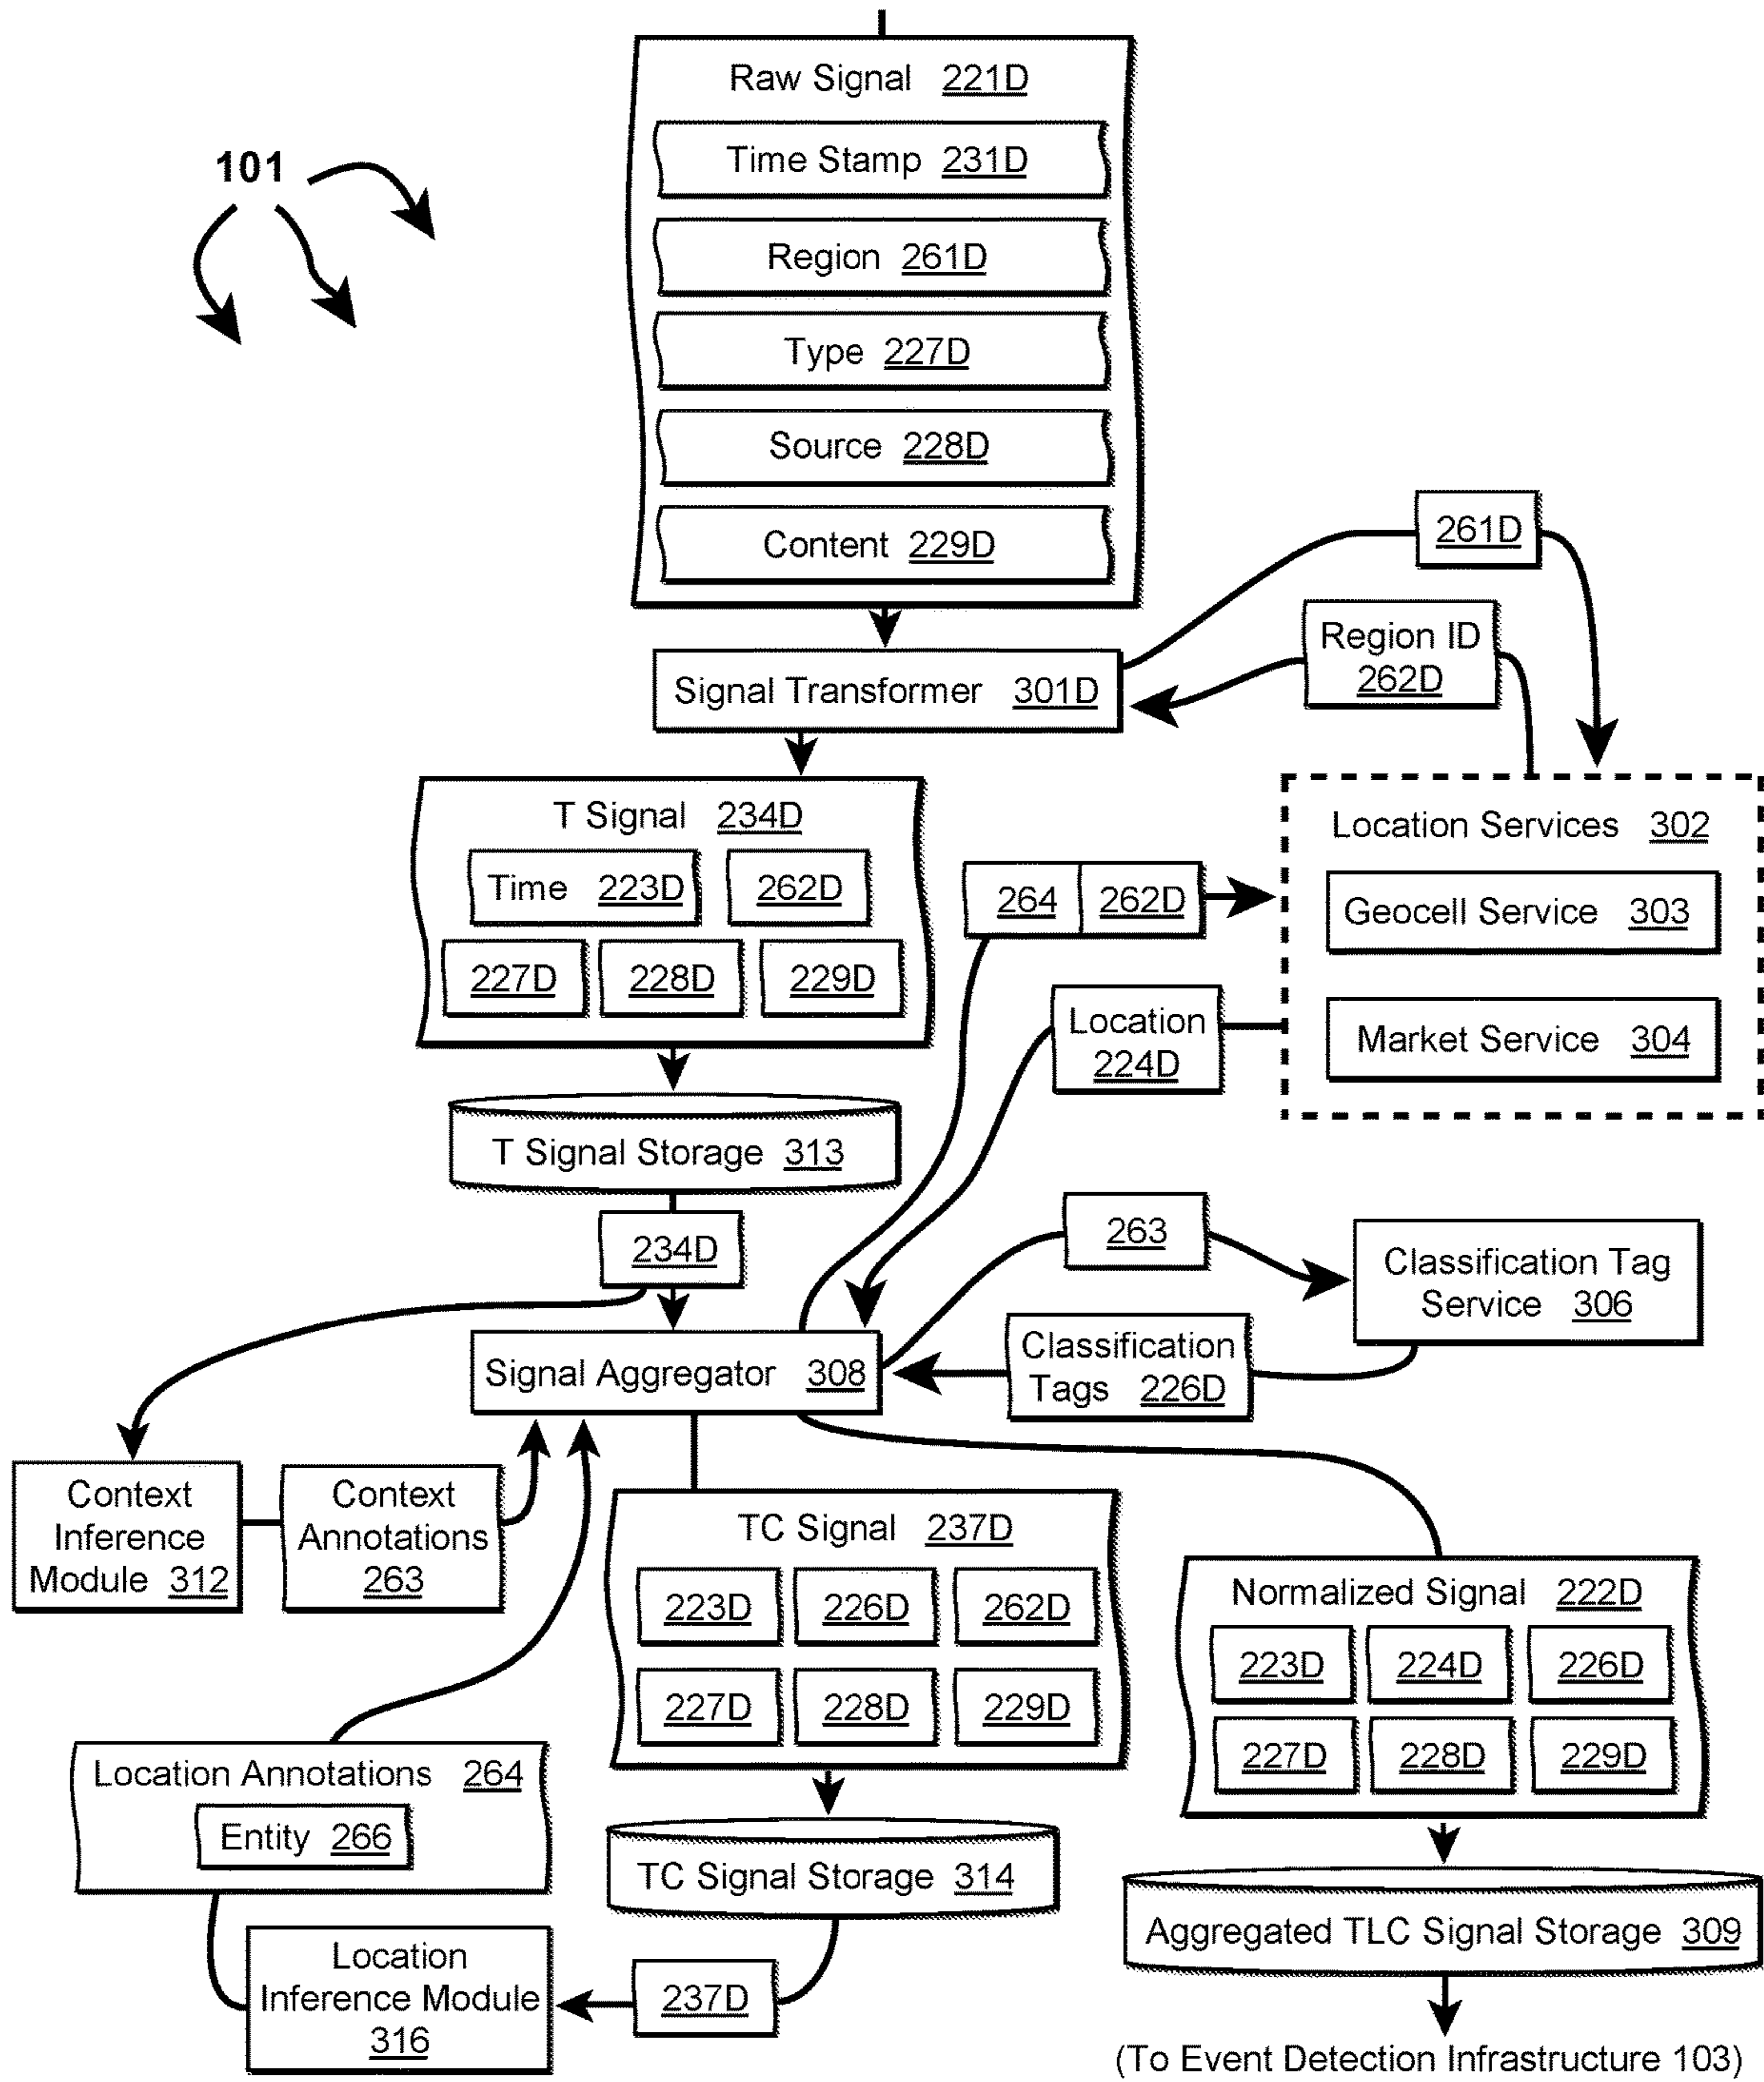 Raw Signal 221D
101
Time Stamp 231D
Region 261D
Type 227D
Source 228D
Content 229D
261D
Region ID
262D
Signal Transformer 301D
T Signal 234D
Time 223D
262D
227D
228D
229D
Location Services 302
Geocell Service 303
Market Service 304
264
262D
Location
224D
T Signal Storage 313
234D
263
Classification Tag
Service 306
Signal Aggregator 308
Classification
Tags 226D
Context
Inference
Module 312
Context
Annotations
263
TC Signal 237D
223D
226D
262D
227D
228D
229D
Normalized Signal 222D
223D
224D
226D
227D
228D
229D
Location Annotations 264
Entity 266
TC Signal Storage 314
Aggregated TLC Signal Storage 309
Location
Inference Module
316
237D
(To Event Detection Infrastructure 103)